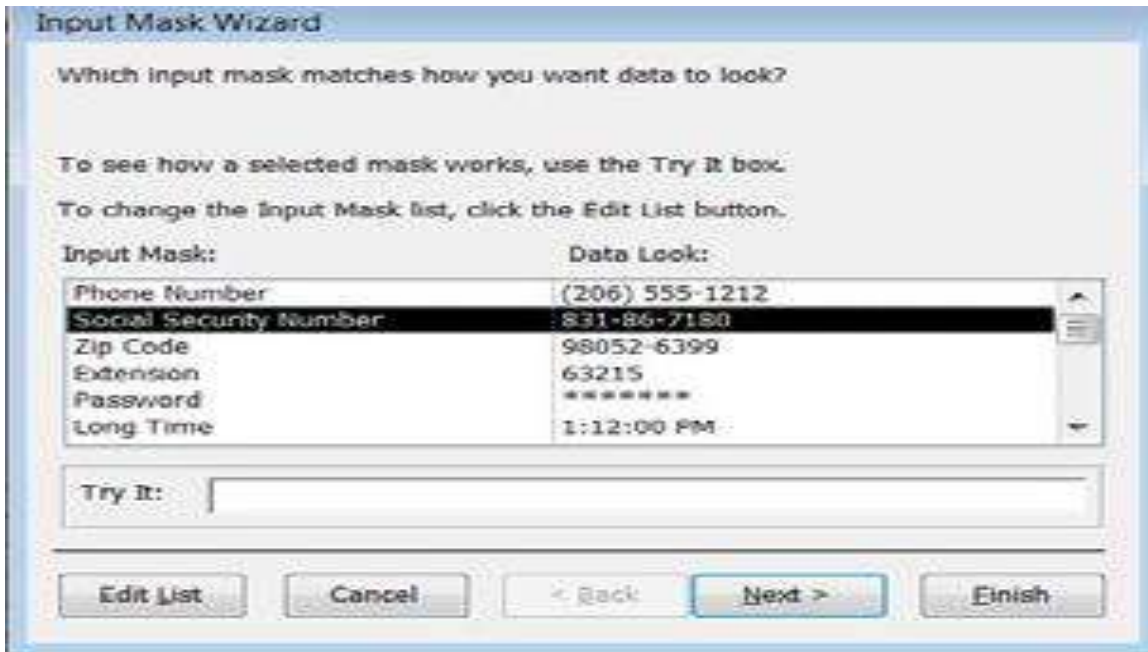 Input Mask Wizard
Which input mask matches how you want data to look?
To see how a selected mask works, use the Try It box.
To change the Input Mask list, click the Edit List button.
Input Mask: Data Look:
Phone Number (206) 555-1212
Social Security Number 831-86-7180
Zip Code 98052-6399
Extension 63215
Password *******
Long Time 1:12:00 PM
Try It:
Edit List Cancel < Back Next > Finish